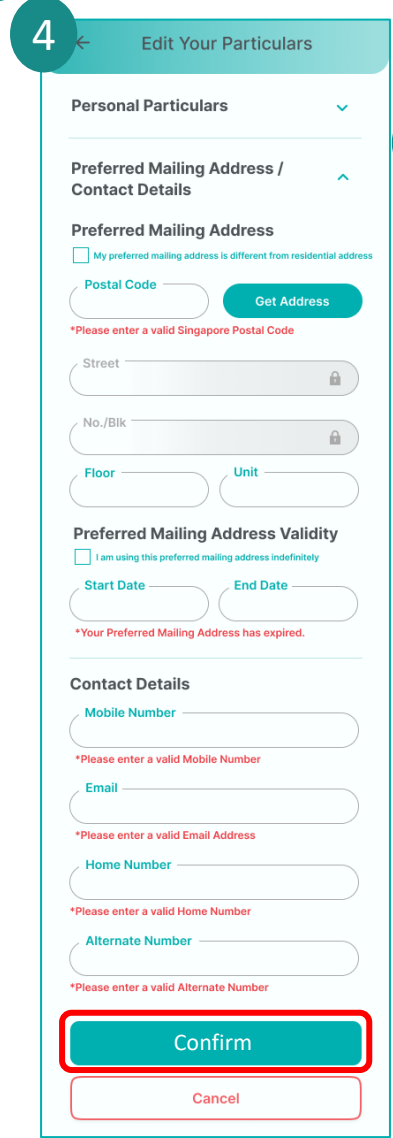 4
Edit Your Particulars
Personal Particulars
Preferred Mailing Address /
Contact Details
Preferred Mailing Address
My preferred mailing address is different from residential address
Postal Code
Get Address
*Please enter a valid Singapore Postal Code
Street
No./Blk
Floor
Unit
Preferred Mailing Address Validity
I am using this preferred mailing address indefinitely
Start Date
End Date
*Your Preferred Mailing Address has expired.
Contact Details
Mobile Number
*Please enter a valid Mobile Number
Email
*Please enter a valid Email Address
Home Number
*Please enter a valid Home Number
Alternate Number
*Please enter a valid Alternate Number
Confirm
Cancel